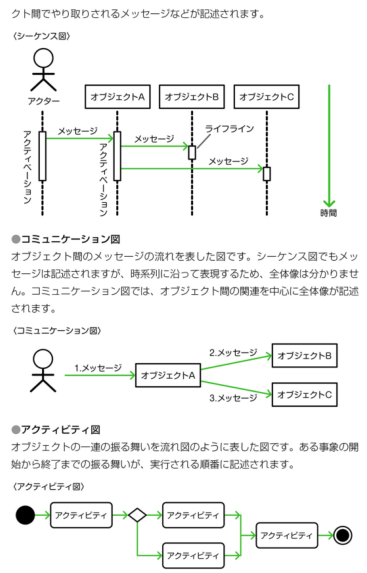 クト間でやり取りされるメッセージなどが記述されます。
〈シーケンス図〉
アクター
オブジェクトA
オブジェクトB
オブジェクトC
アクティベーション
メッセージ
アクティベーション
メッセージ
ライフライン
メッセージ
時間
●コミュニケーション図
オブジェクト間のメッセージの流れを表した図です。シーケンス図でもメッ
セージは記述されますが、時系列に沿って表現するため、全体像は分かりませ
ん。コミュニケーション図では、オブジェクト間の関連を中心に全体像が記述
されます。
〈コミュニケーション図〉
1.メッセージ
オブジェクトA
2.メッセージ
オブジェクトB
3.メッセージ
オブジェクトC
●アクティビティ図
オブジェクトの一連の振る舞いを流れ図のように表した図です。ある事象の開
始から終了までの振る舞いが、実行される順番に記述されます。
〈アクティビティ図〉
アクティビティ
アクティビティ
アクティビティ
アクティビティ